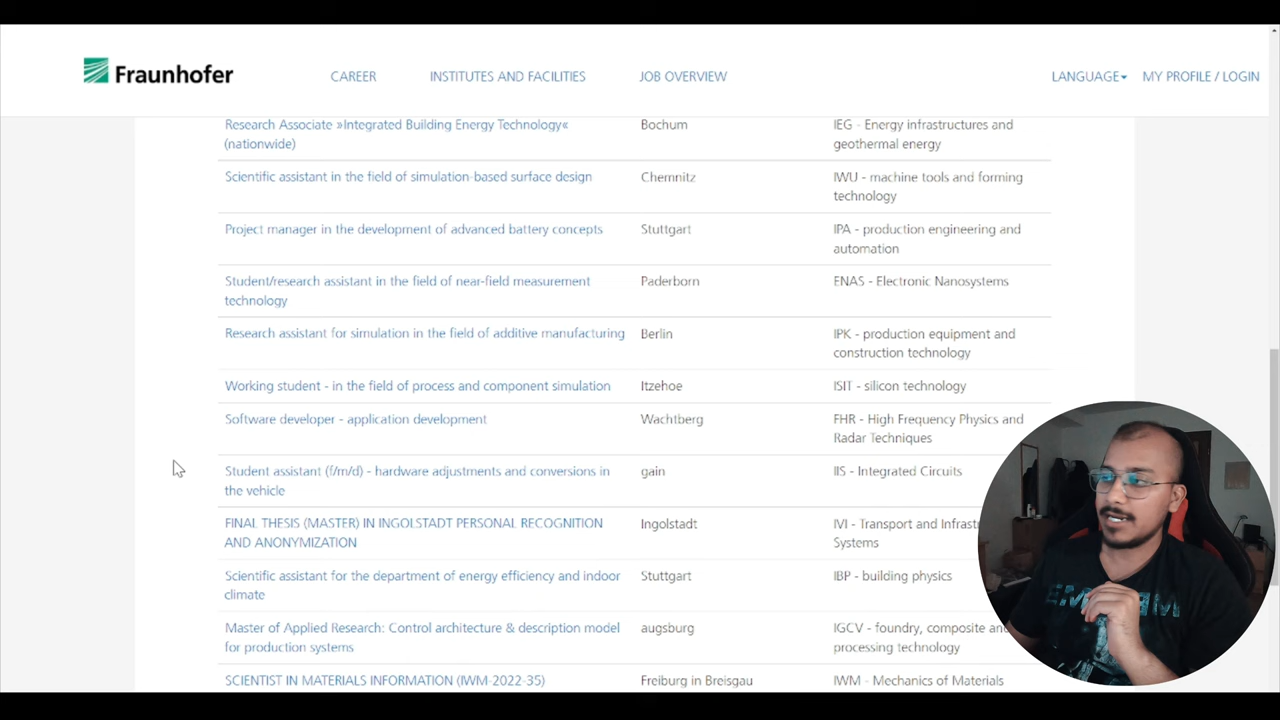 Fraunhofer CAREER INSTITUTES AND FACILITIES JOB OVERVIEW LANGUAGE MY PROFILE / LOGIN
Research Associate »Integrated Building Energy Technology« Bochum IEG - Energy infrastructures and
(nationwide) geothermal energy
Scientific assistant in the field of simulation-based surface design Chemnitz IWU - machine tools and forming
technology
Project manager in the development of advanced battery concepts Stuttgart IPA - production engineering and
automation
Student/research assistant in the field of near-field measurement Paderborn ENAS - Electronic Nanosystems
technology
Research assistant for simulation in the field of additive manufacturing Berlin IPK - production equipment and
construction technology
Working student - in the field of process and component simulation Itzehoe ISIT - silicon technology
Software developer - application development Wachtberg FHR - High Frequency Physics and
Radar Techniques
Student assistant (f/m/d) - hardware adjustments and conversions in gain IIS - Integrated Circuits
the vehicle
FINAL THESIS (MASTER) IN INGOLSTADT PERSONAL RECOGNITION Ingolstadt IVI - Transport and
AND ANONYMIZATION Systems
Scientific assistant for the department of energy efficiency and indoor Stuttgart IBP - building physics
climate
Master of Applied Research: Control architecture & description model augsburg IGCV - foundry, composite and
for production systems processing technology
SCIENTIST IN MATERIALS INFORMATION (IWM-2022-35) Freiburg in Breisgau IWM - Mechanics of Materials